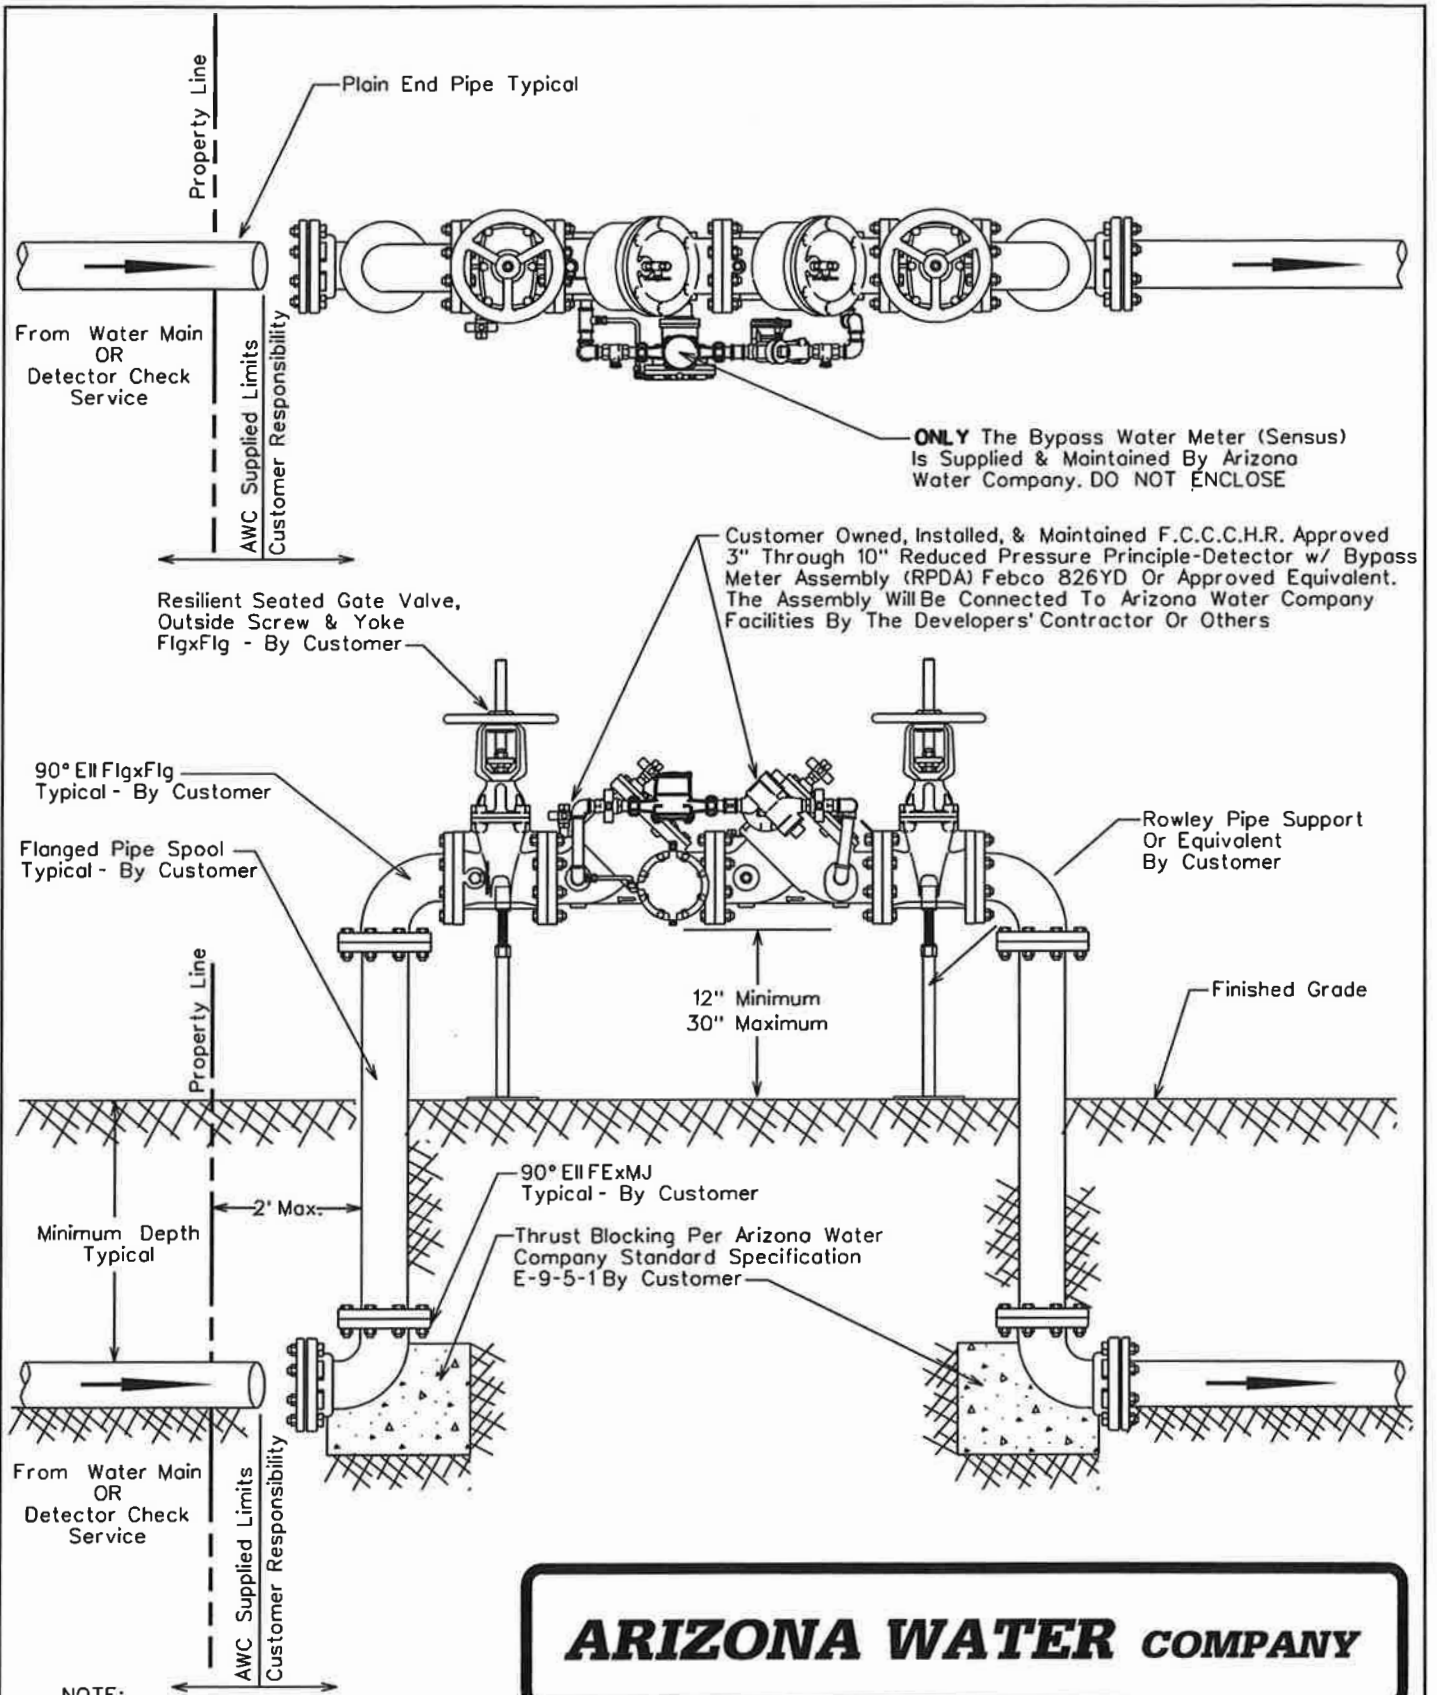 Property Line
Plain End Pipe Typical
From Water Main
OR
Detector Check
Service
AWC Supplied Limits
Customer Responsibility
ONLY The Bypass Water Meter (Sensus)
Is Supplied & Maintained By Arizona
Water Company. DO NOT ENCLOSE
Customer Owned, Installed, & Maintained F.C.C.C.H.R. Approved
3" Through 10" Reduced Pressure Principle-Detector w/ Bypass
Meter Assembly (RPDA) Febco 826YD Or Approved Equivalent.
The Assembly Will Be Connected To Arizona Water Company
Facilities By The Developers' Contractor Or Others
Resilient Seated Gate Valve,
Outside Screw & Yoke
FlgxFlg - By Customer
90° Ell FlgxFlg
Typical - By Customer
Flanged Pipe Spool
Typical - By Customer
Rowley Pipe Support
Or Equivalent
By Customer
Property Line
12" Minimum
30" Maximum
Finished Grade
90° Ell FExMJ
Typical - By Customer
2' Max.
Minimum Depth
Typical
Thrust Blocking Per Arizona Water
Company Standard Specification
E-9-5-1 By Customer
From Water Main
OR
Detector Check
Service
AWC Supplied Limits
Customer Responsibility
ARIZONA WATER COMPANY
NOTE: